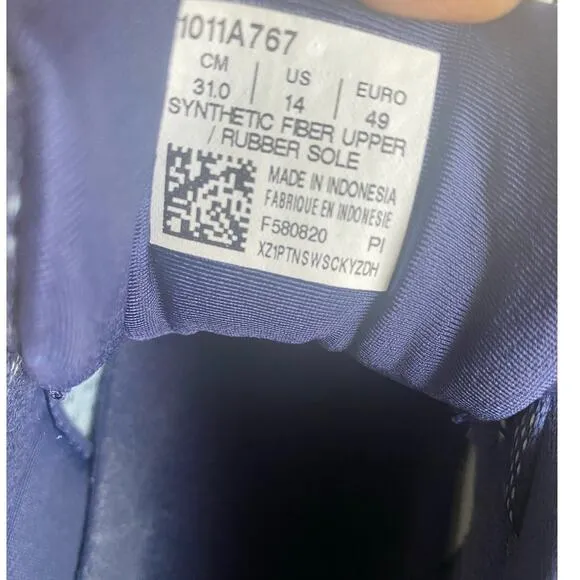 1011A767
CM | US | EURO
31.0 | 14 | 49
SYNTHETIC FIBER UPPER
/ RUBBER SOLE
MADE IN INDONESIA
FABRIQUE EN INDONESIE
F580820 PI
XZ1PTNSWSCKYZDH